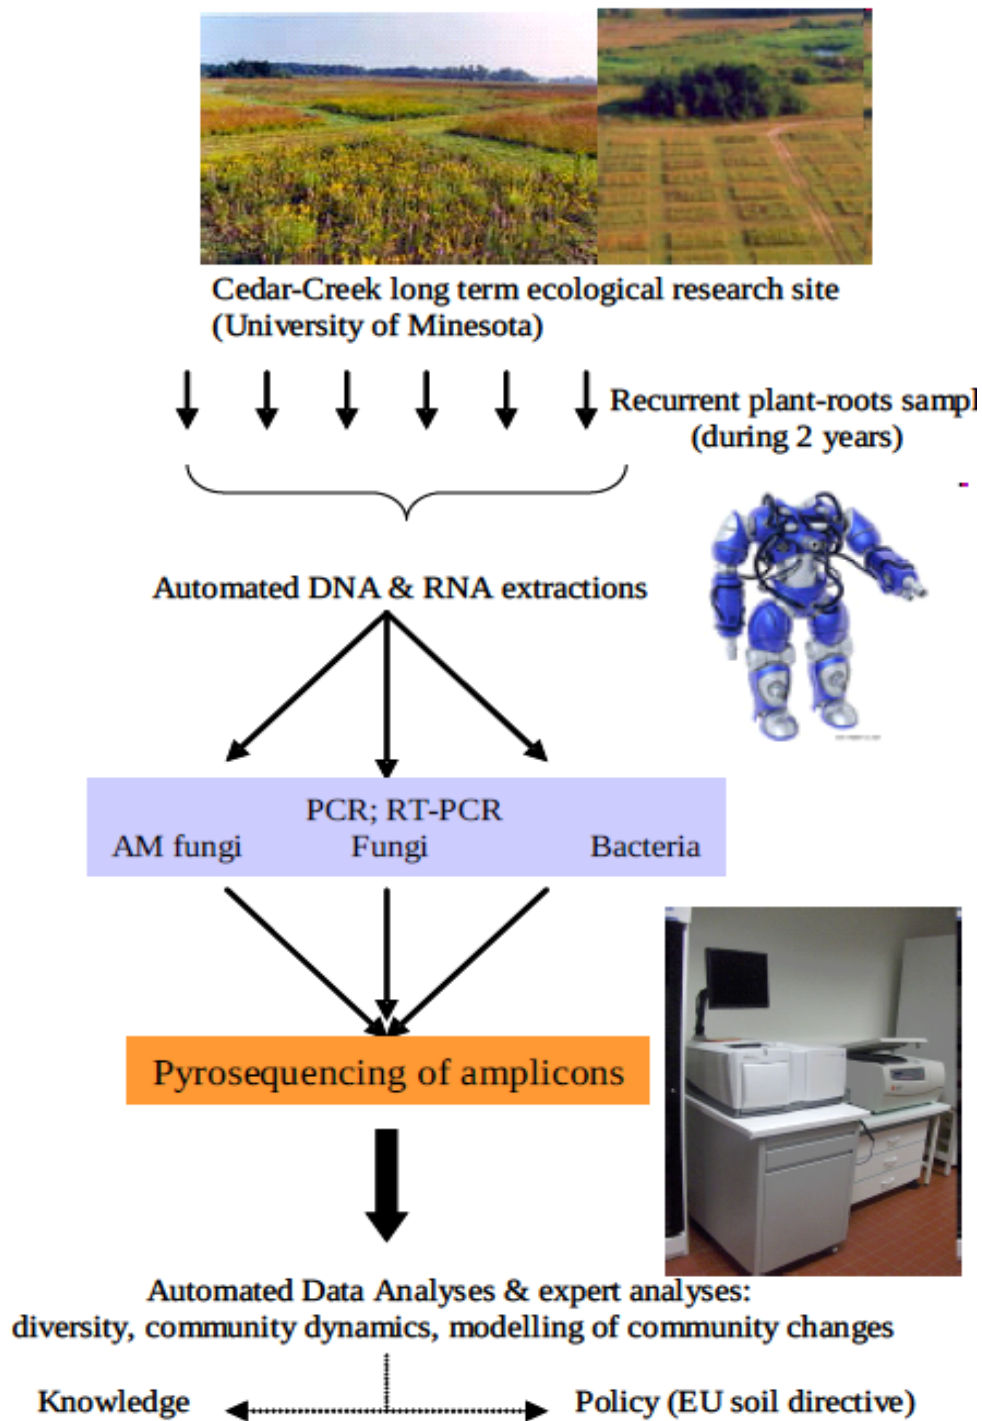 Cedar-Creek long term ecological research site
(University of Minesota)
Recurrent plant-roots sampl
(during 2 years)
Automated DNA & RNA extractions
PCR; RT-PCR
AM fungi Fungi Bacteria
Pyrosequencing of amplicons
Automated Data Analyses & expert analyses:
diversity, community dynamics, modelling of community changes
Knowledge Policy (EU soil directive)